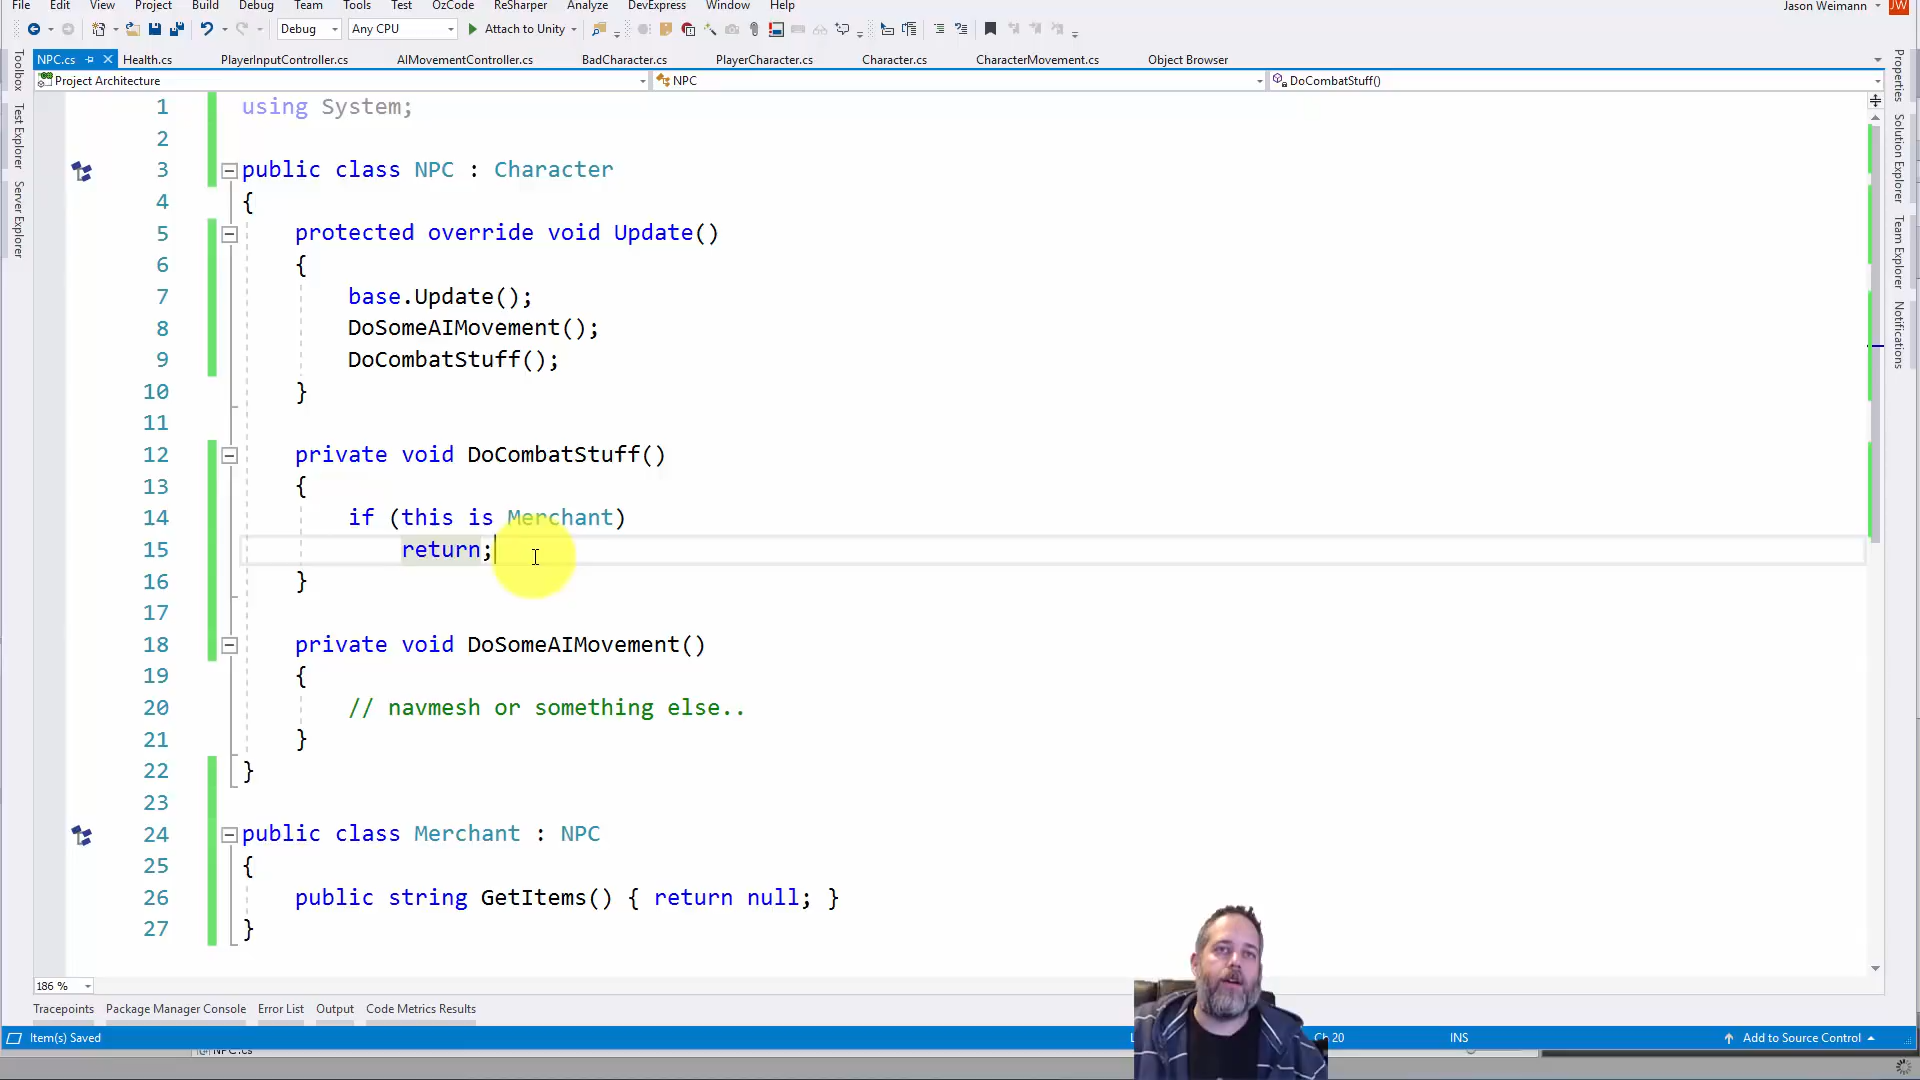 File Edit View Project Build Debug Team Tools Test OzCode ReSharper Analyze DevExpress Window Help Jason Weimann JW
Debug Any CPU Attach to Unity
NPC.cs Health.cs PlayerInputController.cs AIMovementController.cs BadCharacter.cs PlayerCharacter.cs Character.cs CharacterMovement.cs Object Browser
Project Architecture NPC DoCombatStuff()
Toolbox
Test Explorer
Server Explorer
1 using System;
2
3 public class NPC : Character
4 {
5 protected override void Update()
6 {
7 base.Update();
8 DoSomeAIMovement();
9 DoCombatStuff();
10 }
11
12 private void DoCombatStuff()
13 {
14 if (this is Merchant)
15 return;
16 }
17
18 private void DoSomeAIMovement()
19 {
20 // navmesh or something else..
21 }
22 }
23
24 public class Merchant : NPC
25 {
26 public string GetItems() { return null; }
27 }
Properties
Solution Explorer
Team Explorer
Notifications
186 %
Tracepoints Package Manager Console Error List Output Code Metrics Results
Item(s) Saved Ch 20 INS Add to Source Control
NPC.cs